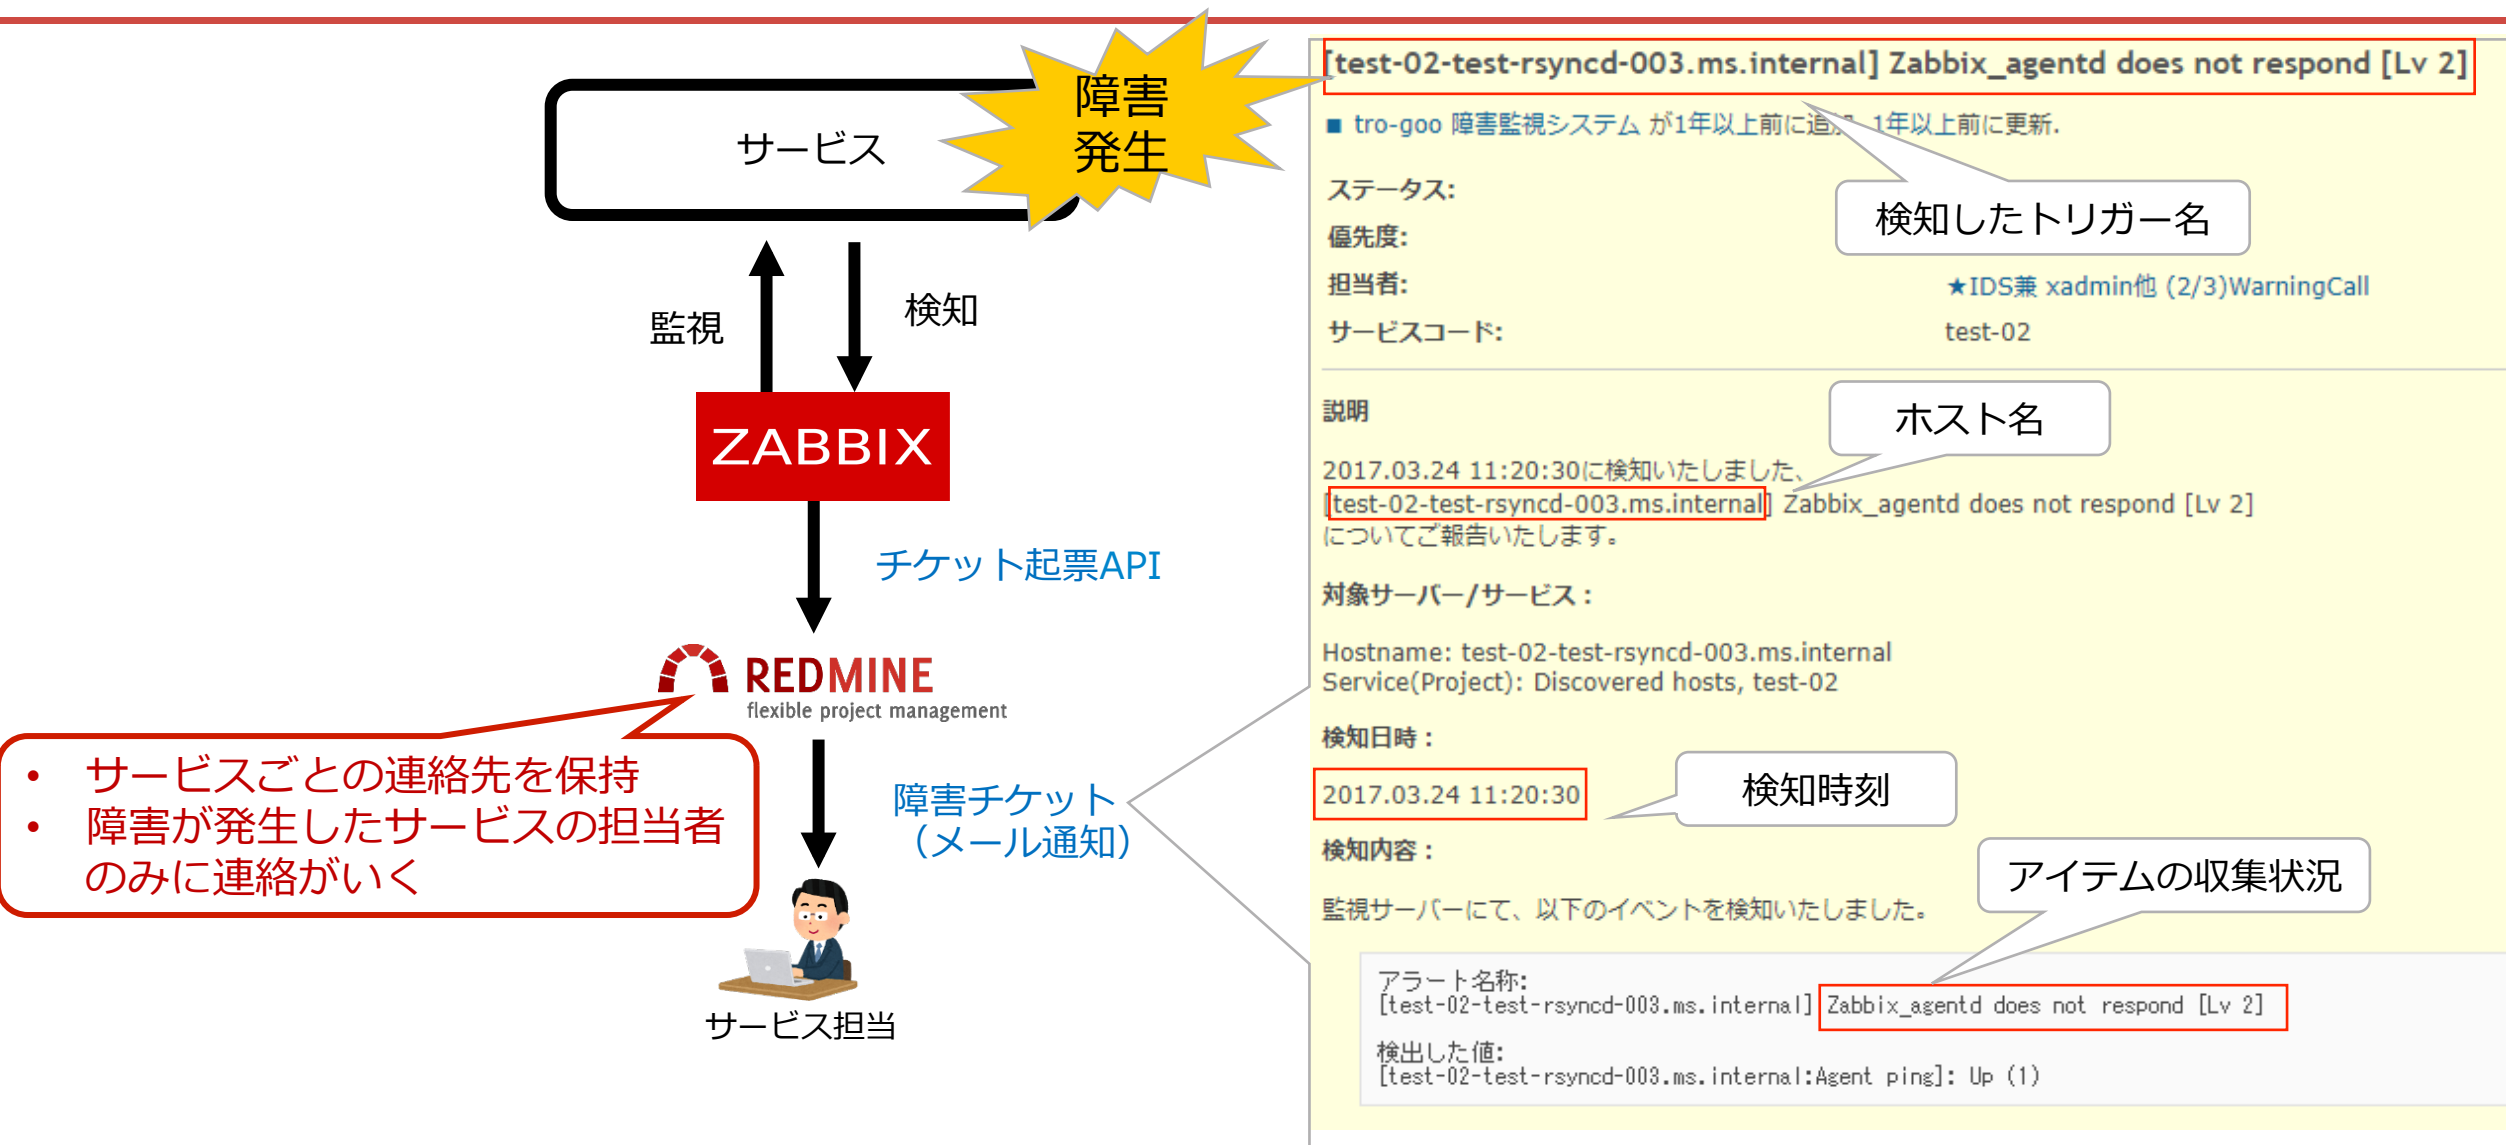 サービス
障害
発生
監視
検知
ZABBIX
チケット起票API
REDMINE
flexible project management
• サービスごとの連絡先を保持
• 障害が発生したサービスの担当者
のみに連絡がいく
障害チケット
（メール通知）
サービス担当
[test-02-test-rsyncd-003.ms.internal] Zabbix_agentd does not respond [Lv 2]
■ tro-goo 障害監視システム が1年以上前に追加. 1年以上前に更新.
検知したトリガー名
ステータス:
優先度:
担当者: ★IDS兼 xadmin他 (2/3)WarningCall
サービスコード: test-02
説明
ホスト名
2017.03.24 11:20:30に検知いたしました、
[test-02-test-rsyncd-003.ms.internal] Zabbix_agentd does not respond [Lv 2]
についてご報告いたします。
対象サーバー/サービス：
Hostname: test-02-test-rsyncd-003.ms.internal
Service(Project): Discovered hosts, test-02
検知日時：
2017.03.24 11:20:30
検知時刻
検知内容：
アイテムの収集状況
監視サーバーにて、以下のイベントを検知いたしました。
アラート名称:
[test-02-test-rsyncd-003.ms.internal] Zabbix_agentd does not respond [Lv 2]
検出した値:
[test-02-test-rsyncd-003.ms.internal:Agent ping]: Up (1)